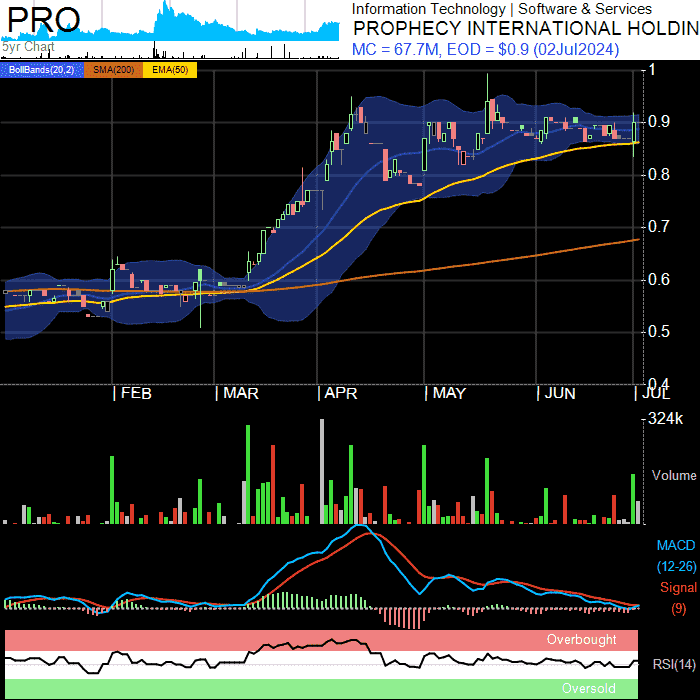 PRO
5yr Chart
Information Technology | Software & Services
PROPHECY INTERNATIONAL HOLDIN
MC = 67.7M, EOD = $0.9 (02Jul2024)
BollBands(20,2) SMA(200) EMA(50)
1
0.9
0.8
0.7
0.6
0.5
0.4
FEB MAR APR MAY JUN JUL
324k
Volume
MACD
(12-26)
Signal
(9)
Overbought
RSI(14)
Oversold